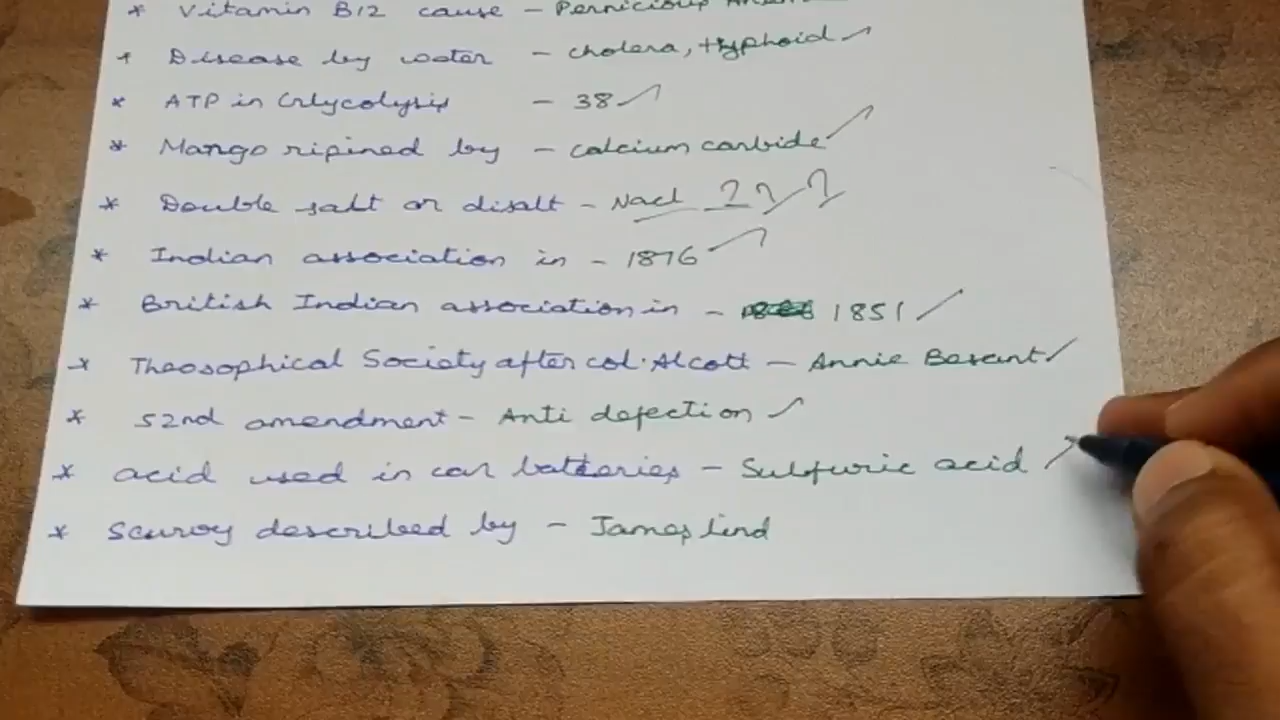 * Vitamin B12 cause - Pernicious
* Disease by water - cholera, thyphoid
* ATP in Glycolysis - 38
* Mango ripined by - calcium carbide
* Double salt or disalt - Nacl ???
* Indian association in - 1876
* British Indian association in - 1851
* Theosophical Society after col. Alcott - Annie Besant
* 52nd amendment - Anti defection
* acid used in car batteries - Sulfuric acid
* Scurvy described by - James lind